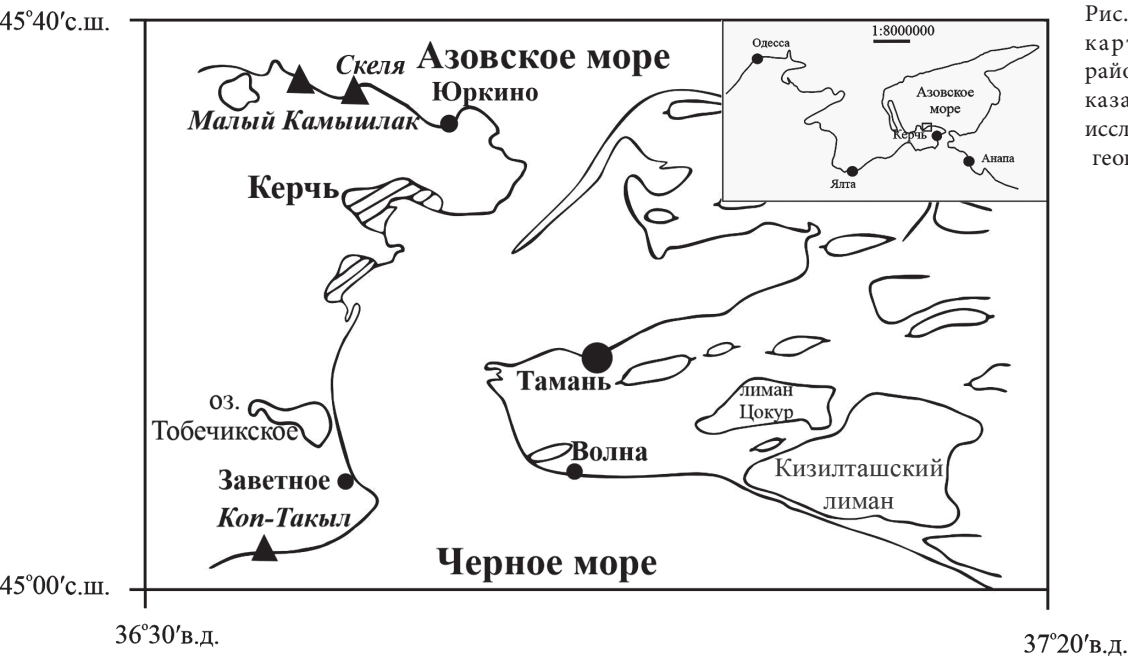 45°40′с.ш.
Азовское море
Скеля
Юркино
Малый Камышлак
Керчь
1:8000000
Одесса
Азовское
море
Керчь
Анапа
Ялта
Рис.
карт
райо
каза
иссл
геог
Тамань
лиман
Цокур
оз.
Тобечикское
Волна
Кизилташский
лиман
Заветное
Коп-Такыл
Черное море
45°00′с.ш.
36°30′в.д.
37°20′в.д.